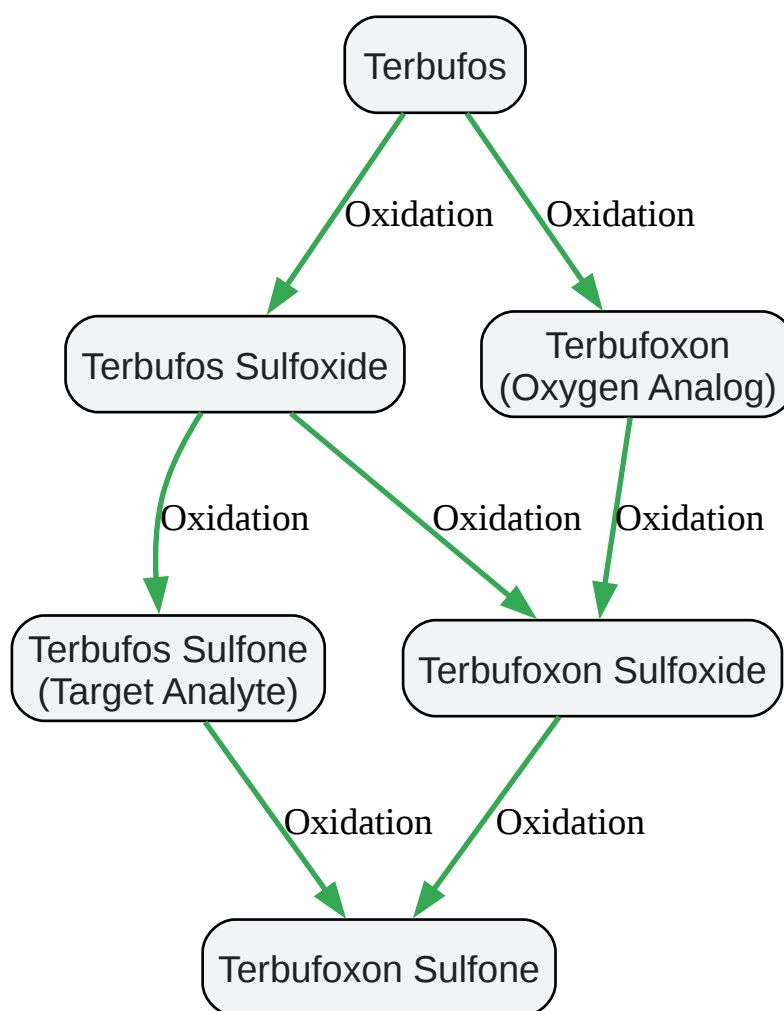 Terbufos
Oxidation
Oxidation
Terbufos Sulfoxide
Terbufoxon
(Oxygen Analog)
Oxidation
Oxidation
Oxidation
Terbufos Sulfone
(Target Analyte)
Terbufoxon Sulfoxide
Oxidation
Oxidation
Terbufoxon Sulfone